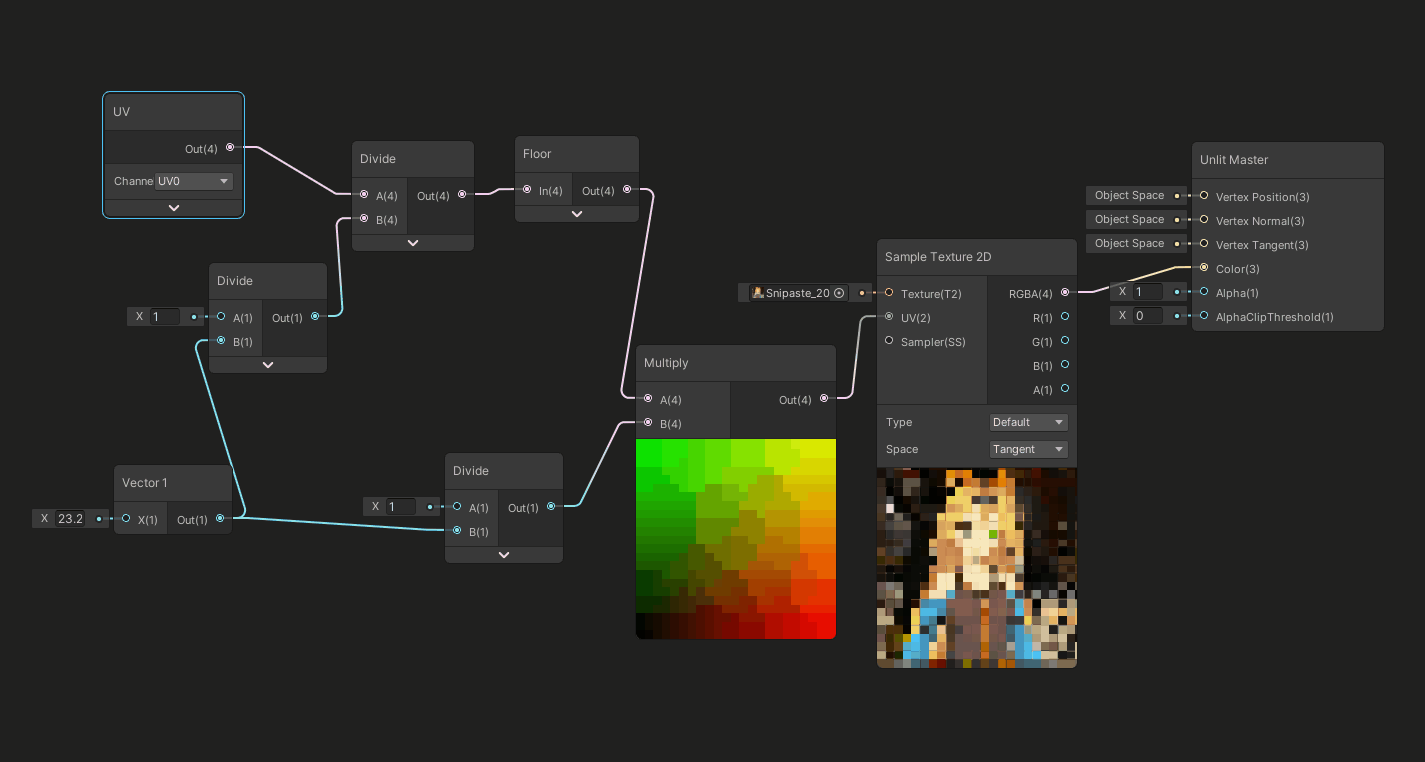 UV
Out(4)
Channe UV0
Divide
A(4) Out(4)
B(4)
Floor
In(4) Out(4)
Divide
X 1 A(1) Out(1)
B(1)
Vector 1
X 23.2 X(1) Out(1)
Divide
X 1 A(1) Out(1)
B(1)
Multiply
A(4) Out(4)
B(4)
Sample Texture 2D
Snipaste_20 Texture(T2) RGBA(4)
UV(2) R(1)
Sampler(SS) G(1)
B(1)
A(1)
Type Default
Space Tangent
Unlit Master
Object Space Vertex Position(3)
Object Space Vertex Normal(3)
Object Space Vertex Tangent(3)
Color(3)
X 1 Alpha(1)
X 0 AlphaClipThreshold(1)